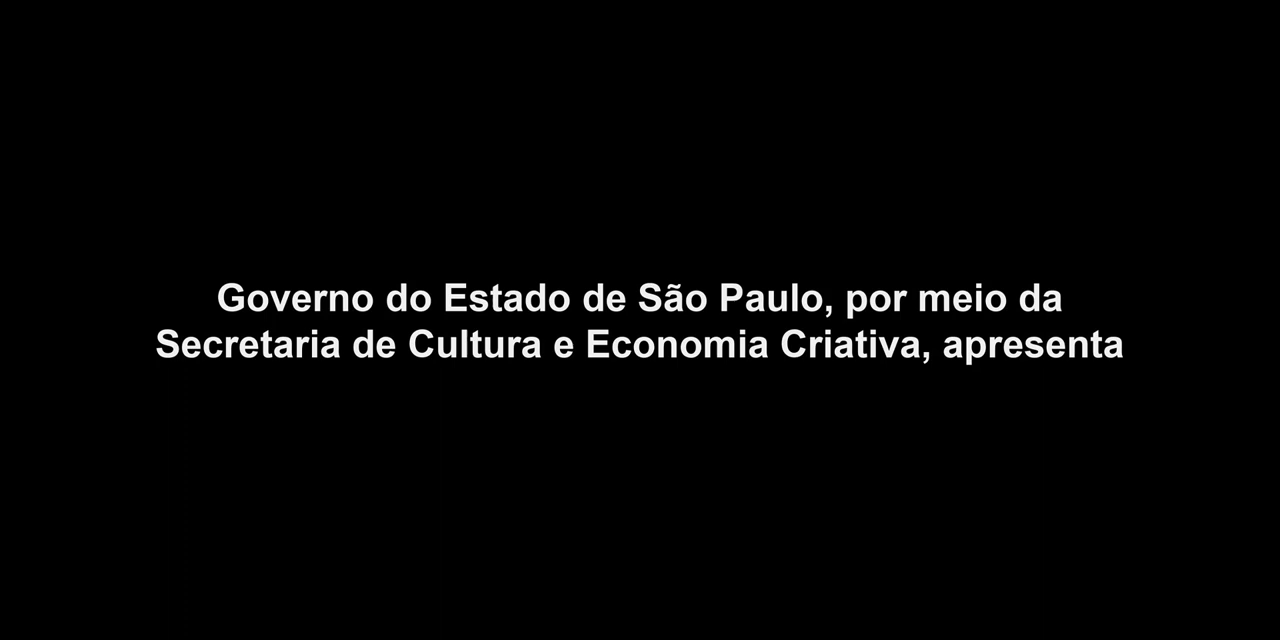 Governo do Estado de São Paulo, por meio da
Secretaria de Cultura e Economia Criativa, apresenta